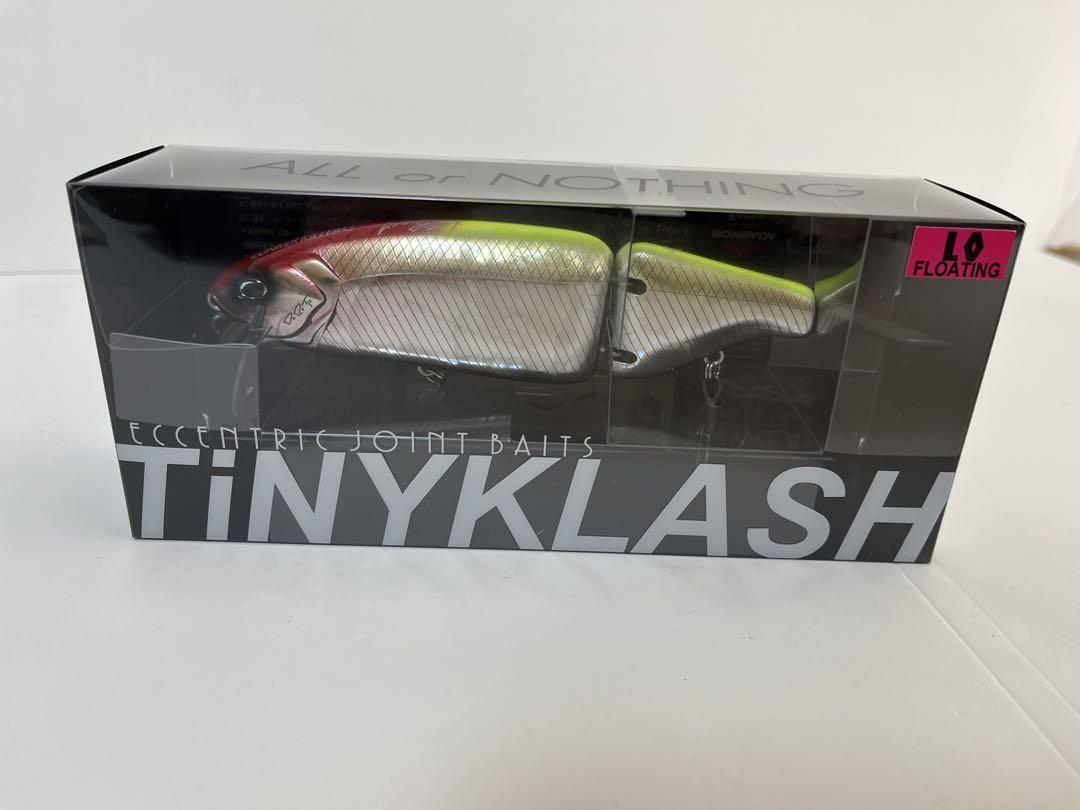 ALL or NOTHING
LO
FLOATING
ECCENTRIC JOINT BAITS
TiNYKLASH